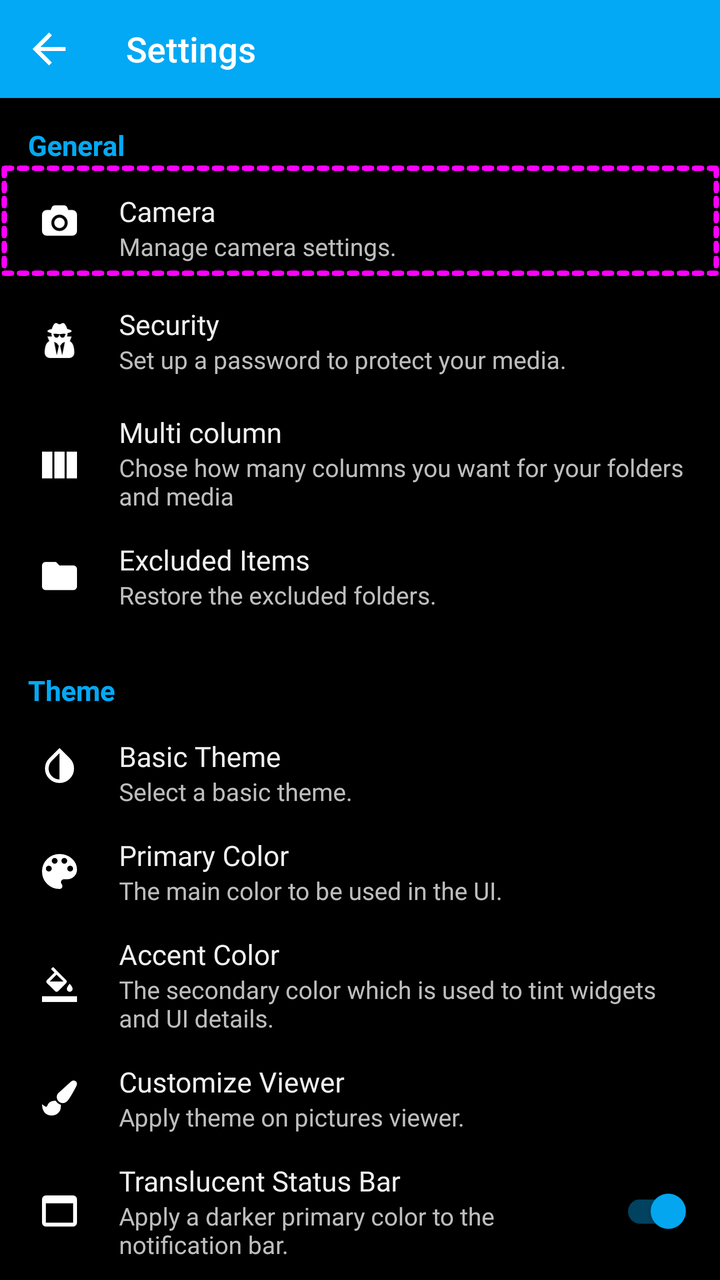 Settings
General
Camera
Manage camera settings.
Security
Set up a password to protect your media.
Multi column
Chose how many columns you want for your folders
and media
Excluded Items
Restore the excluded folders.
Theme
Basic Theme
Select a basic theme.
Primary Color
The main color to be used in the UI.
Accent Color
The secondary color which is used to tint widgets
and UI details.
Customize Viewer
Apply theme on pictures viewer.
Translucent Status Bar
Apply a darker primary color to the
notification bar.